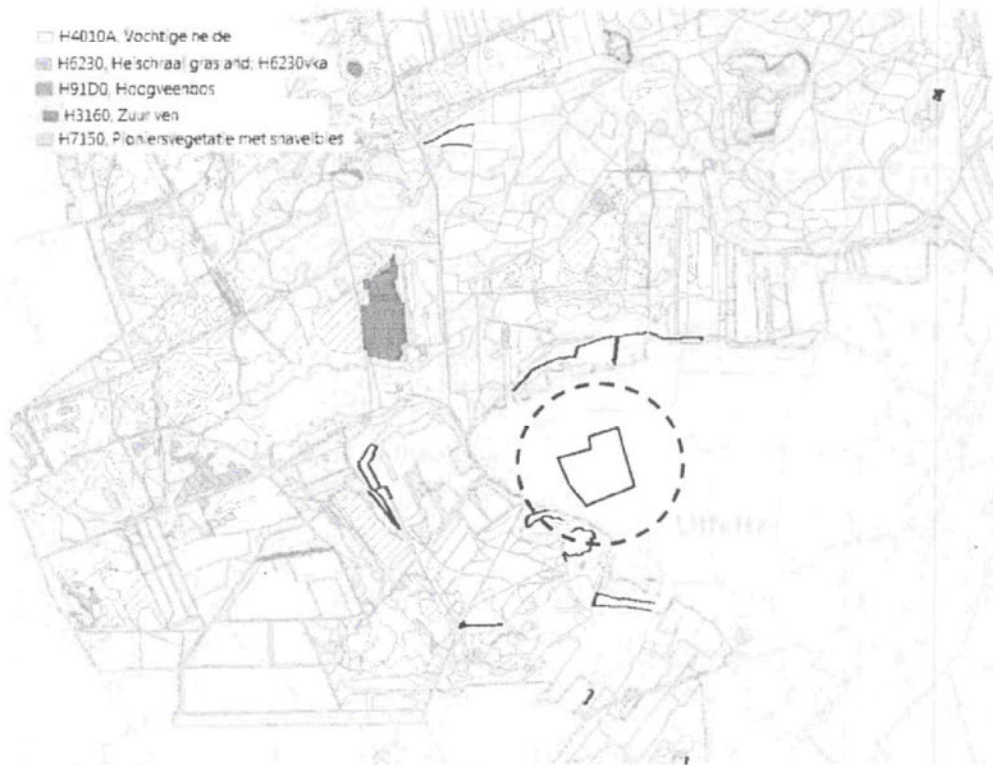 H4010A, Vochtige heide
H6230, Heischraal grasland; H6230vka
H91D0, Hoogveenbos
H3160, Zuur ven
H7150, Pioniersvegetatie met snavelbies